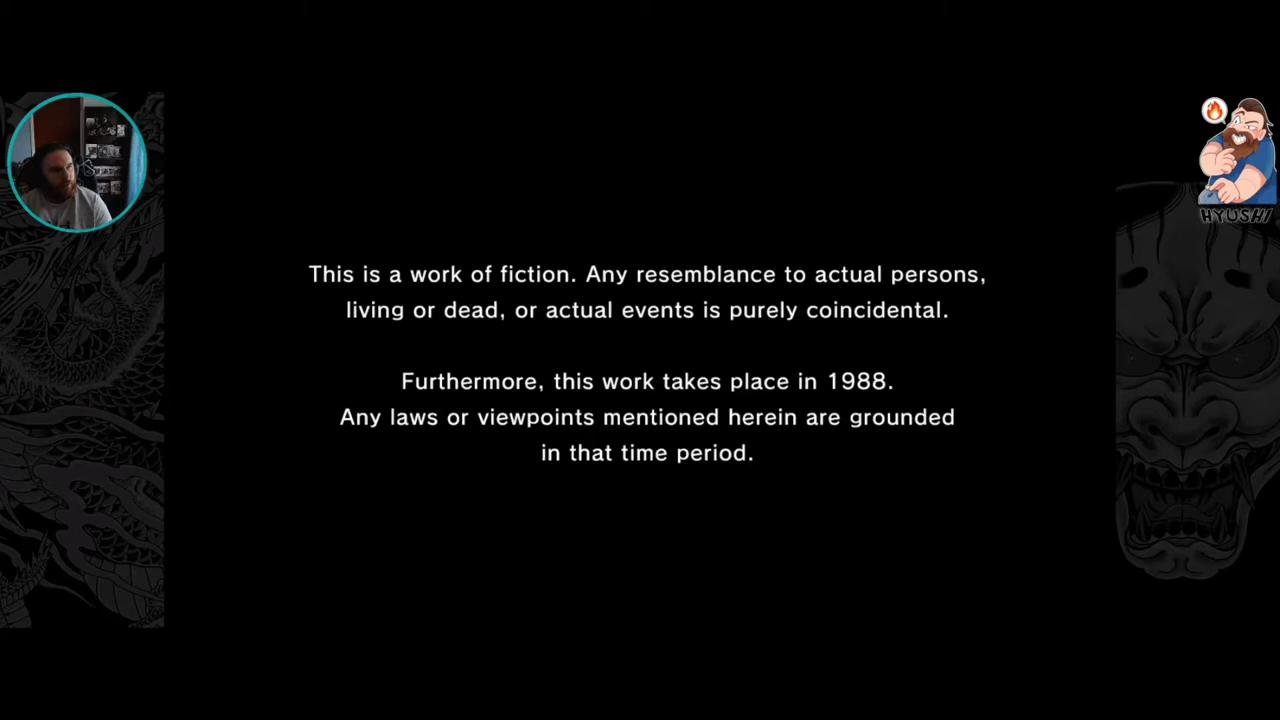 HYUSHI
This is a work of fiction. Any resemblance to actual persons,
living or dead, or actual events is purely coincidental.
Furthermore, this work takes place in 1988.
Any laws or viewpoints mentioned herein are grounded
in that time period.